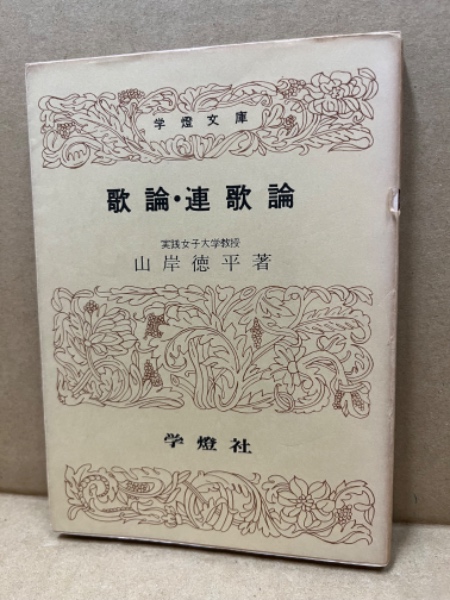 学燈文庫
歌論・連歌論
実践女子大学教授
山岸徳平著
学燈社